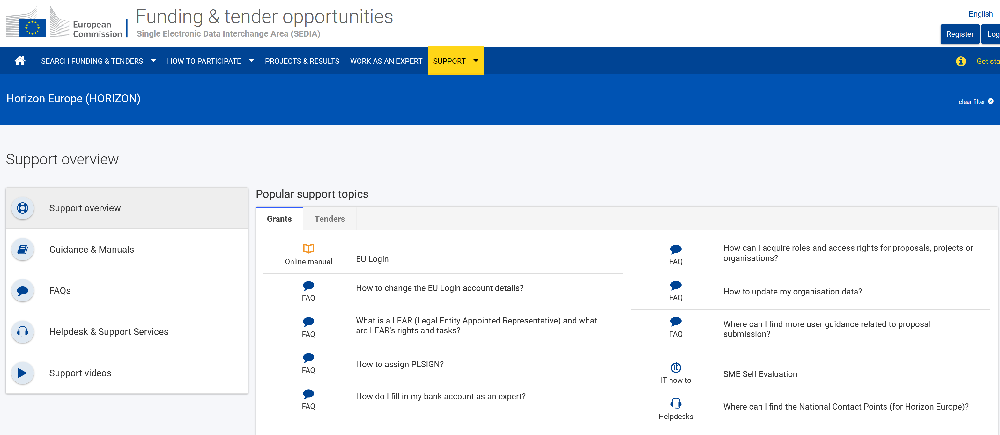 European
Commission
Funding & tender opportunities
Single Electronic Data Interchange Area (SEDIA)
English
Register
Log
SEARCH FUNDING & TENDERS
HOW TO PARTICIPATE
PROJECTS & RESULTS
WORK AS AN EXPERT
SUPPORT
Get sta
Horizon Europe (HORIZON)
clear filter
Support overview
Support overview
Guidance & Manuals
FAQs
Helpdesk & Support Services
Support videos
Popular support topics
Grants
Tenders
Online manual
EU Login
FAQ
How to change the EU Login account details?
FAQ
What is a LEAR (Legal Entity Appointed Representative) and what
are LEAR's rights and tasks?
FAQ
How to assign PLSIGN?
FAQ
How do I fill in my bank account as an expert?
FAQ
How can I acquire roles and access rights for proposals, projects or
organisations?
FAQ
How to update my organisation data?
FAQ
Where can I find more user guidance related to proposal
submission?
IT how to
SME Self Evaluation
Helpdesks
Where can I find the National Contact Points (for Horizon Europe)?